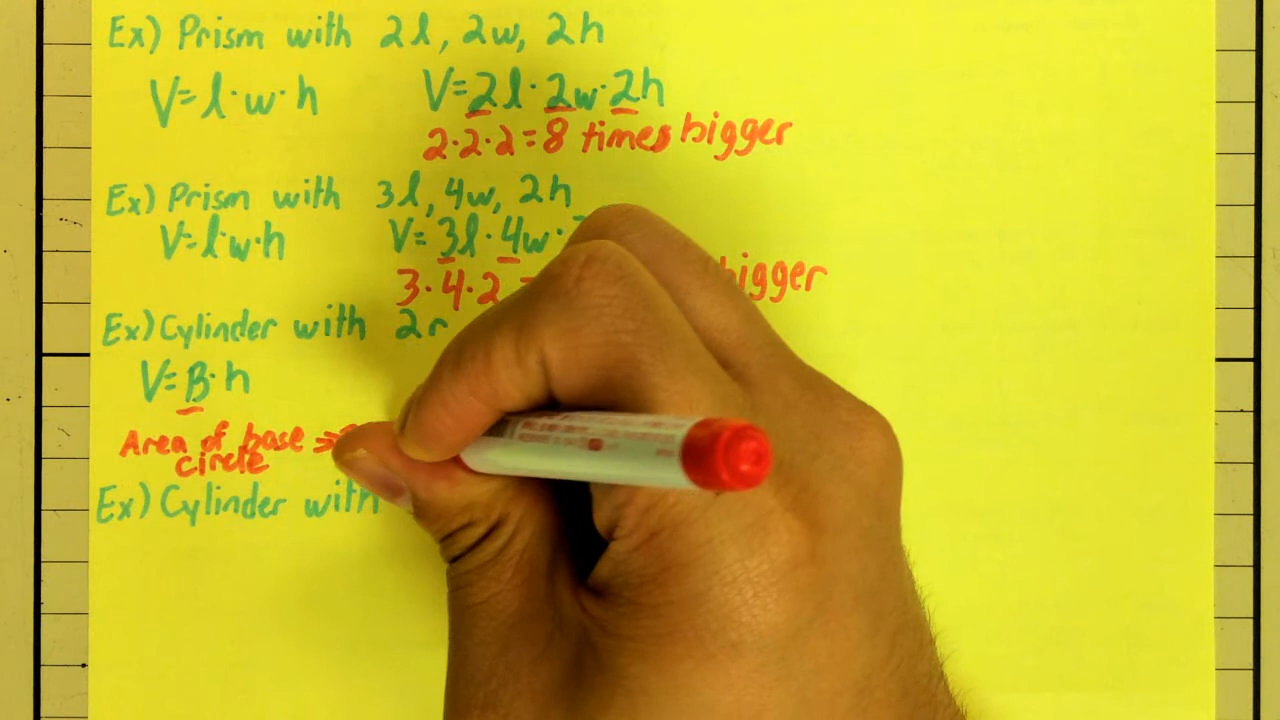 Ex) Prism with 2l, 2w, 2h
V=l·w·h V=2l·2w·2h
2·2·2=8 times bigger
Ex) Prism with 3l, 4w, 2h
V=l·w·h V=3l·4w·
3·4·2 bigger
Ex) Cylinder with 2r
V=B·h
Area of base =
circle
Ex) Cylinder with